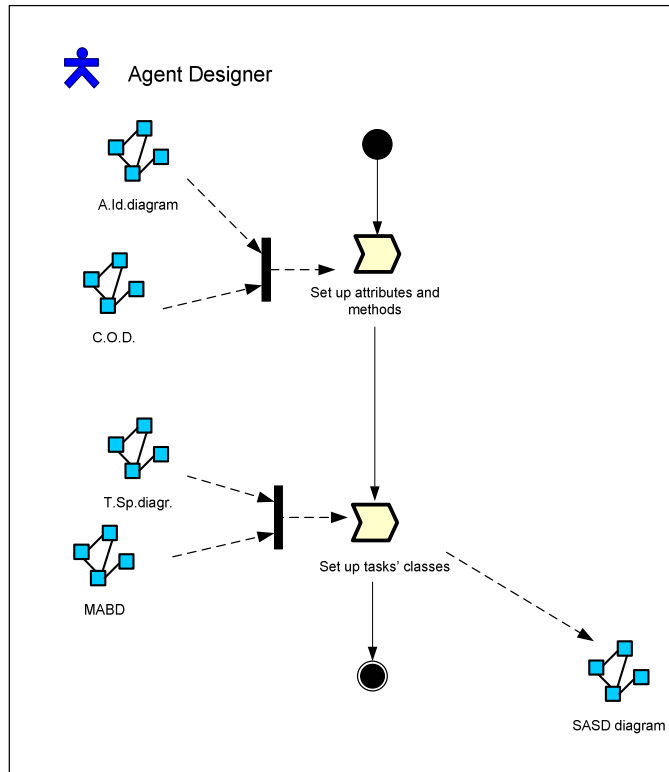 Agent Designer
A.Id.diagram
C.O.D.
Set up attributes and
methods
T.Sp.diagr.
MABD
Set up tasks' classes
SASD diagram